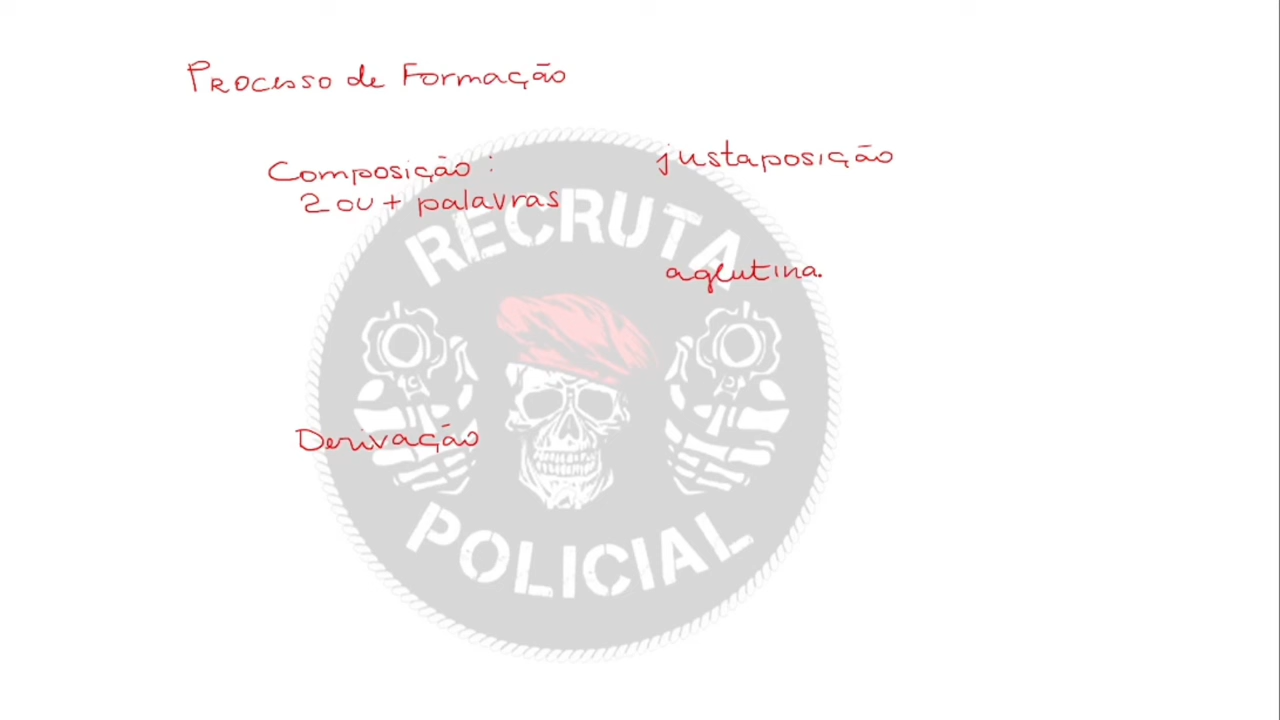 Processo de Formação
Composição :
2 ou + palavras
justaposição
aglutina.
Derivação
RECRUTA
POLICIAL